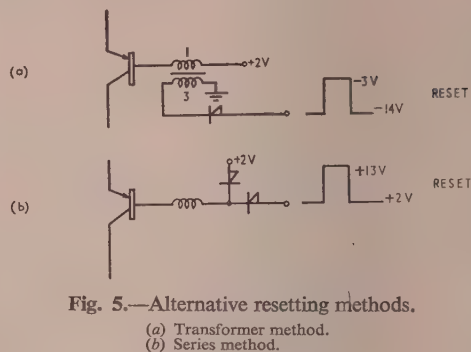 (a)
1
+2V
3
-3V
-14V
RESET
(b)
+2V
+13V
+2V
RESET
Fig. 5.—Alternative resetting methods.
(a) Transformer method.
(b) Series method.